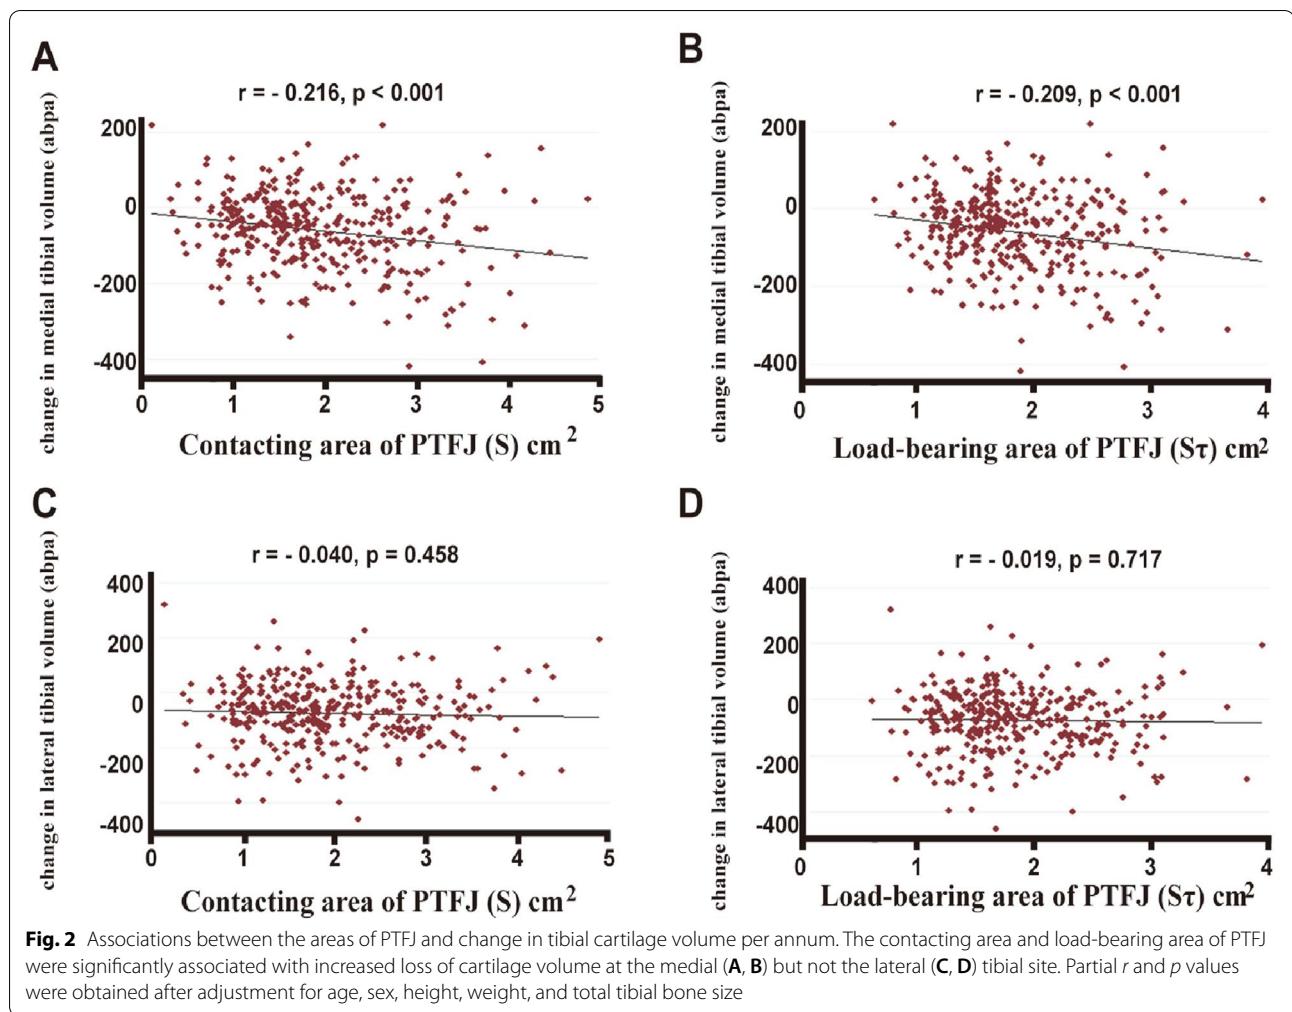 A
r = - 0.216, p < 0.001
change in medial tibial volume (abpa)
200
0
-200
-400
0 1 2 3 4 5
Contacting area of PTFJ (S) cm²
B
r = - 0.209, p < 0.001
change in medial tibial volume (abpa)
200
0
-200
-400
0 1 2 3 4
Load-bearing area of PTFJ (Sτ) cm²
C
r = - 0.040, p = 0.458
change in lateral tibial volume (abpa)
400
200
0
-200
-400
0 1 2 3 4 5
Contacting area of PTFJ (S) cm²
D
r = - 0.019, p = 0.717
change in lateral tibial volume (abpa)
400
200
0
-200
-400
0 1 2 3 4
Load-bearing area of PTFJ (Sτ) cm²
Fig. 2 Associations between the areas of PTFJ and change in tibial cartilage volume per annum. The contacting area and load-bearing area of PTFJ
were significantly associated with increased loss of cartilage volume at the medial (A, B) but not the lateral (C, D) tibial site. Partial r and p values
were obtained after adjustment for age, sex, height, weight, and total tibial bone size